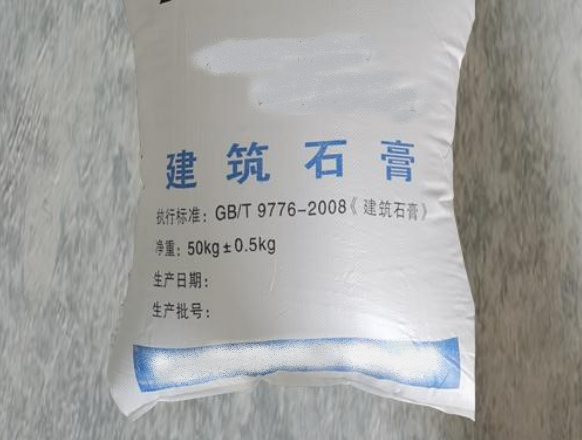 建筑石膏
执行标准：GB/T 9776-2008《建筑石膏》
净重：50kg±0.5kg
生产日期：
生产批号：